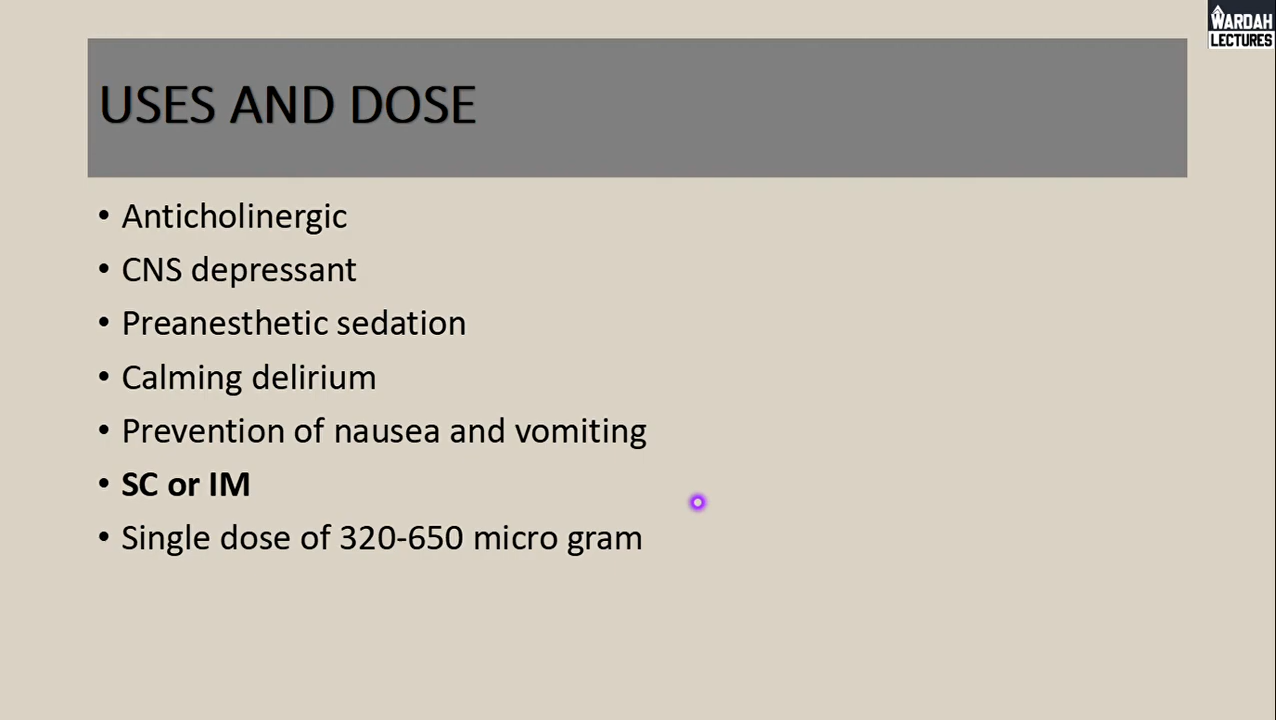 WARDAH
LECTURES
USES AND DOSE
• Anticholinergic
• CNS depressant
• Preanesthetic sedation
• Calming delirium
• Prevention of nausea and vomiting
• SC or IM
• Single dose of 320-650 micro gram